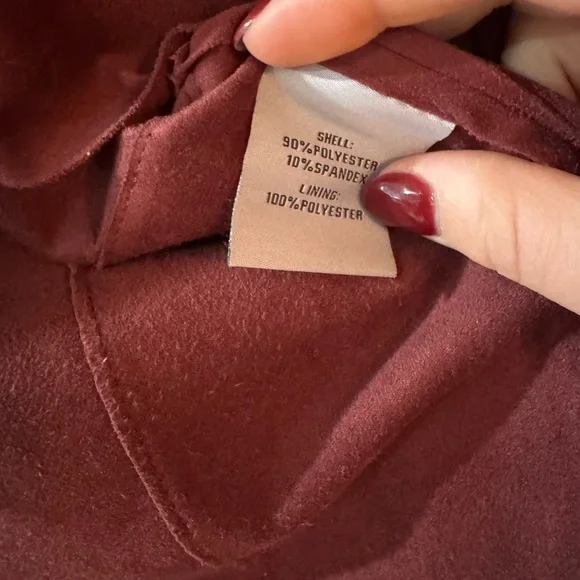 SHELL:
90%POLYESTER
10%SPANDEX
LINING:
100%POLYESTER